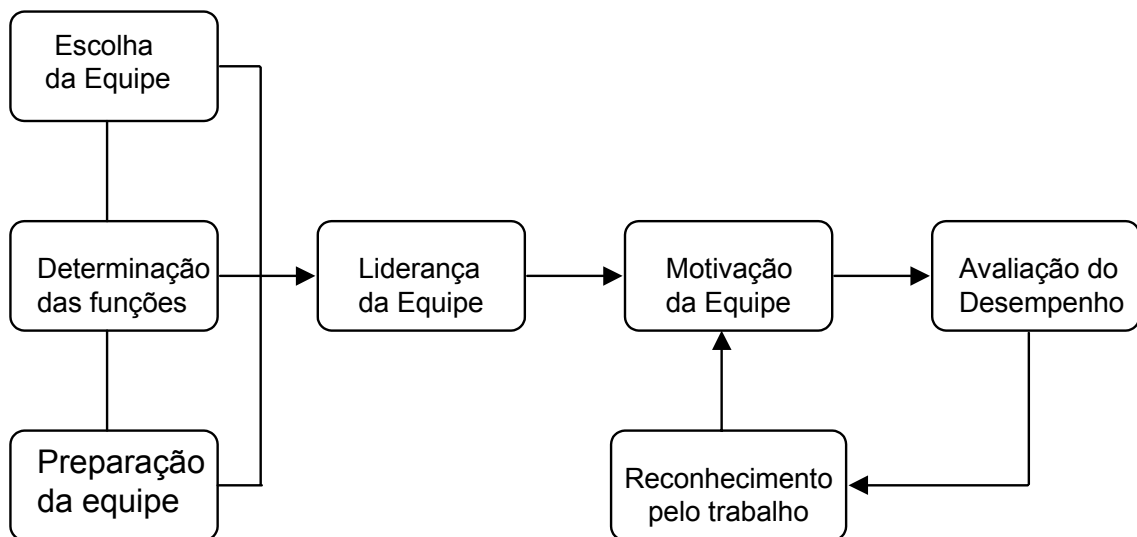 Escolha
da Equipe
Determinação
das funções
Liderança
da Equipe
Motivação
da Equipe
Avaliação do
Desempenho
Preparação
da equipe
Reconhecimento
pelo trabalho